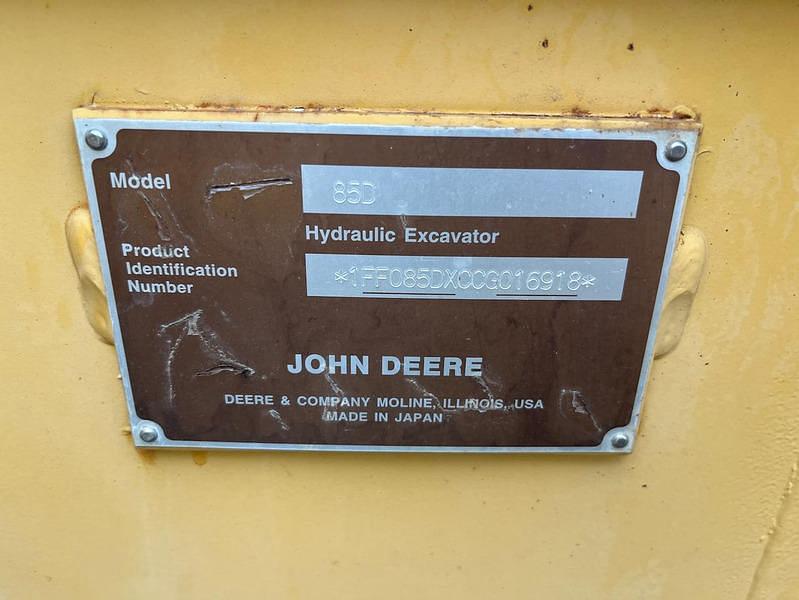 Model
85D
Hydraulic Excavator
Product
Identification
Number
*1FF085DXCCG016918*
JOHN DEERE
DEERE & COMPANY MOLINE, ILLINOIS, USA
MADE IN JAPAN